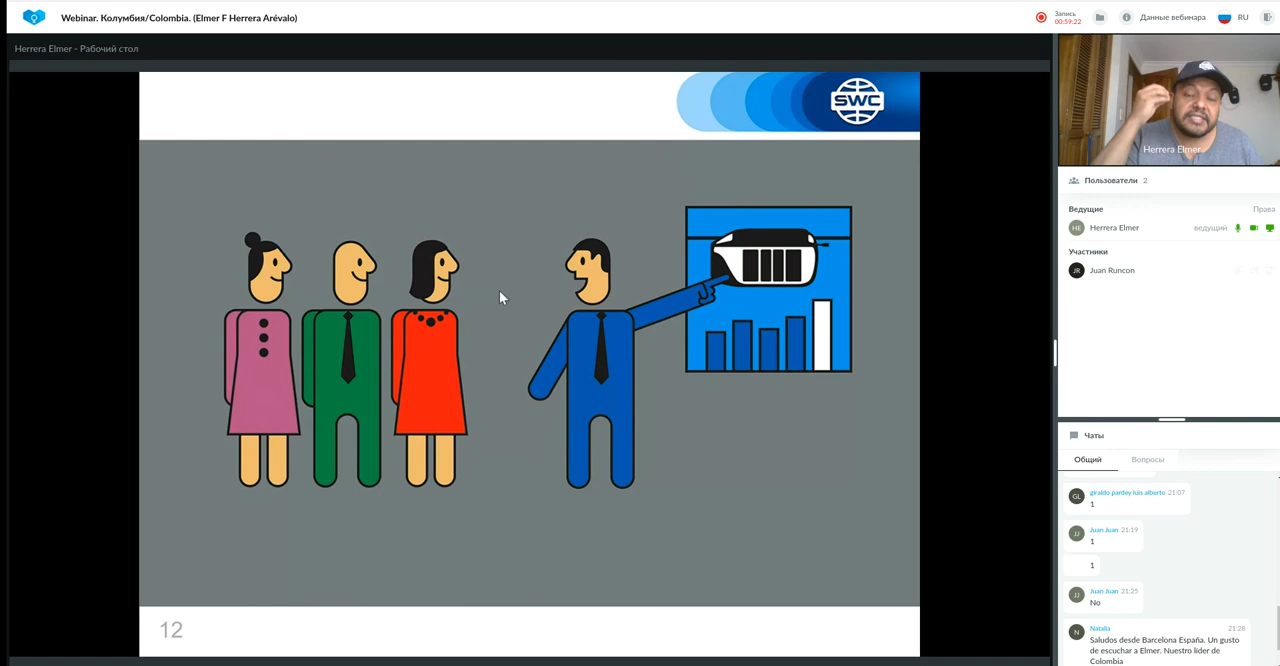 Webinar. Колумбия/Colombia. (Elmer F Herrera Arévalo)
Запись
00:59:22
Данные вебинара
RU
Herrera Elmer - Рабочий стол
SWC
SWC
Herrera Elmer
Пользователи 2
Ведущие Права
HE Herrera Elmer ведущий
Участники
JR Juan Runcon
Чаты
Общий Вопросы
GL giraldo pardey luis alberto 21:07
1
JJ Juan Juan 21:19
1
1
JJ Juan Juan 21:25
No
N Natalia 21:28
Saludos desde Barcelona España. Un gusto
de escuchar a Elmer. Nuestro líder de
Colombia
12